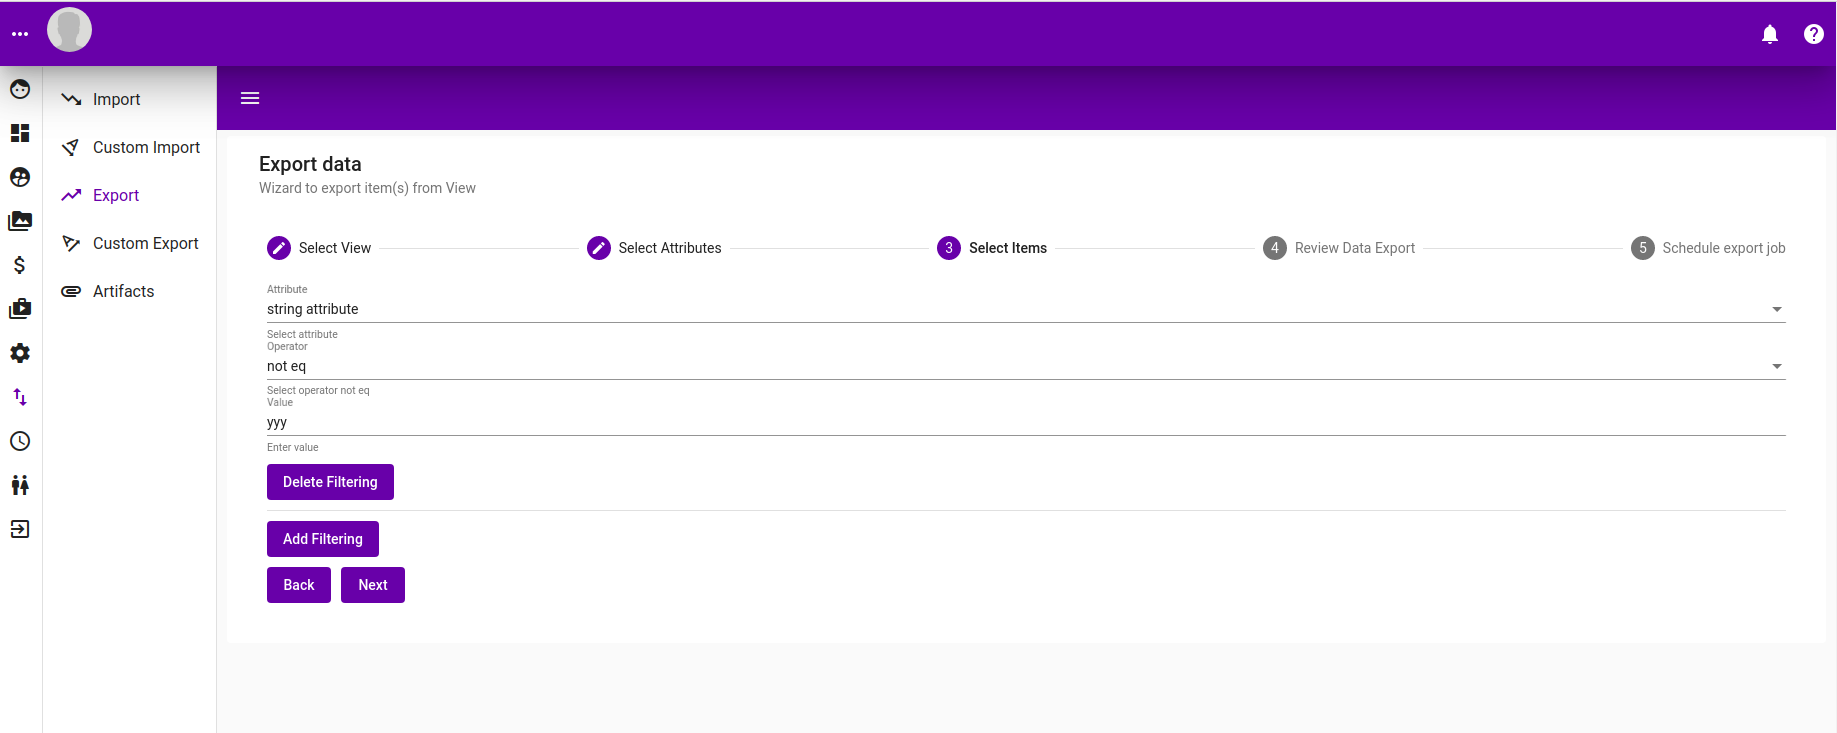 Import
Custom Import
Export
Custom Export
Artifacts
Export data
Wizard to export item(s) from View
Select View
Select Attributes
3 Select Items
4 Review Data Export
5 Schedule export job
Attribute
string attribute
Select attribute
Operator
not eq
Select operator not eq
Value
yyy
Enter value
Delete Filtering
Add Filtering
Back Next